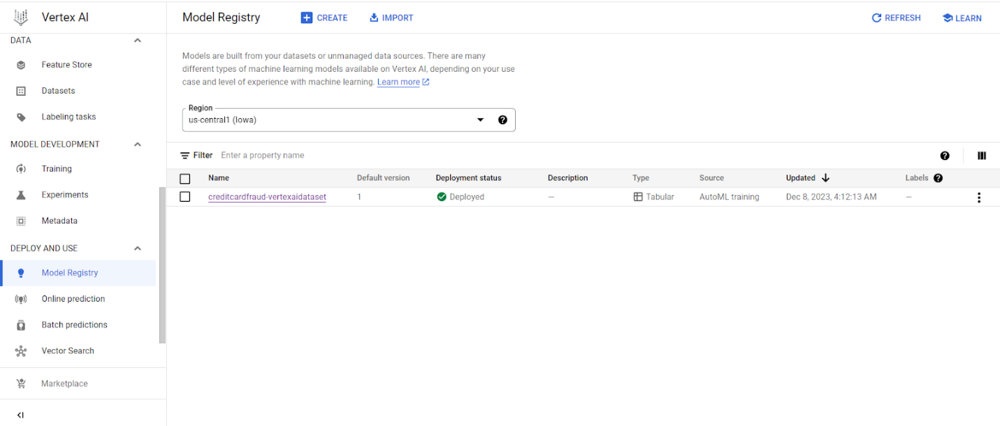 Vertex AI
DATA
Feature Store
Datasets
Labeling tasks
MODEL DEVELOPMENT
Training
Experiments
Metadata
DEPLOY AND USE
Model Registry
Online prediction
Batch predictions
Vector Search
Marketplace
Model Registry CREATE IMPORT REFRESH LEARN
Models are built from your datasets or unmanaged data sources. There are many
different types of machine learning models available on Vertex AI, depending on your use
case and level of experience with machine learning. Learn more
Region
us-central1 (Iowa)
Filter Enter a property name
Name Default version Deployment status Description Type Source Updated Labels
creditcardfraud-vertexaidataset 1 Deployed — Tabular AutoML training Dec 8, 2023, 4:12:13 AM —